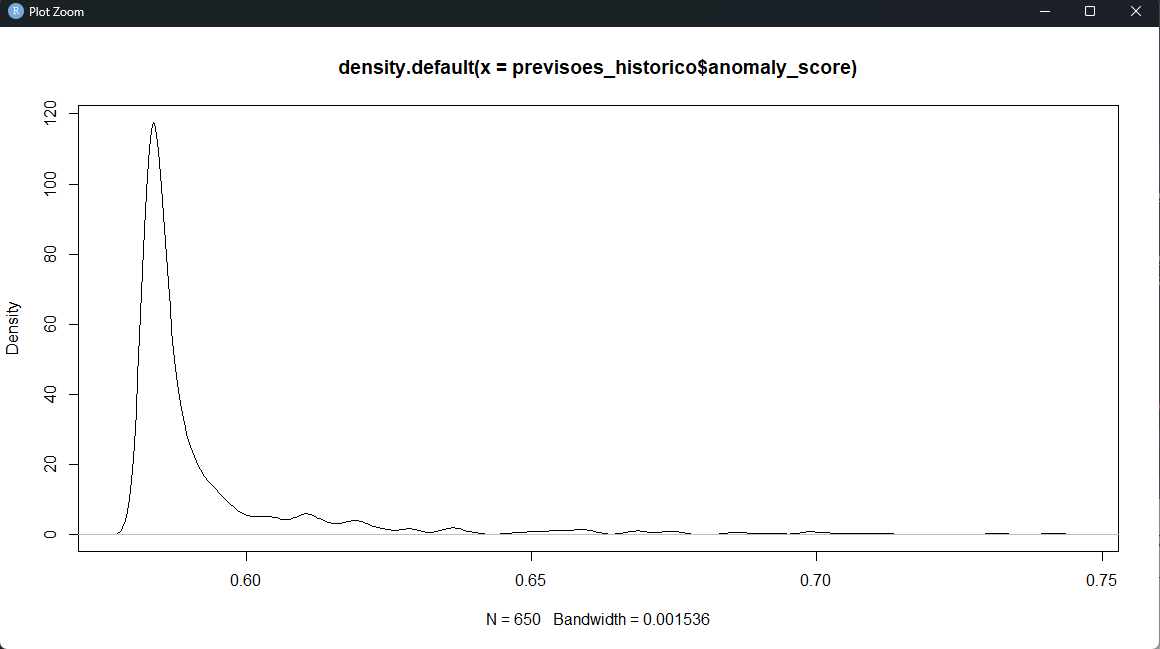 R Plot Zoom
density.default(x = previsoes_historico$anomaly_score)
Density
120
100
80
60
40
20
0
0.60 0.65 0.70 0.75
N = 650 Bandwidth = 0.001536